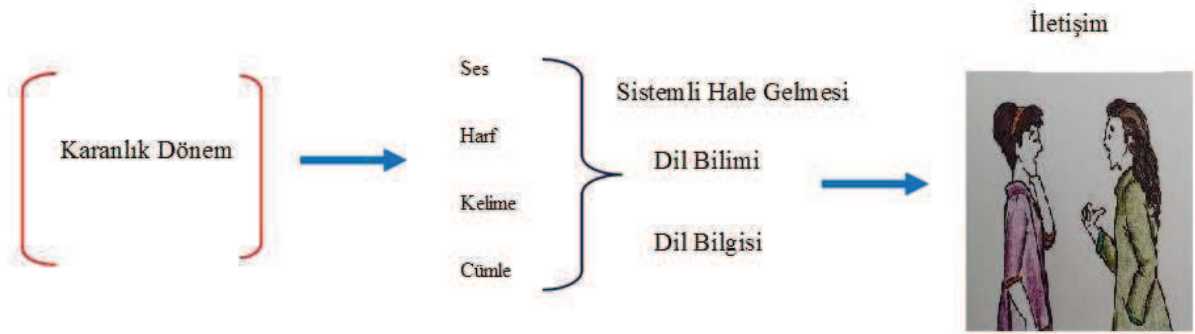 Karanlık Dönem
Ses
Harf
Kelime
Cümle
Sistemli Hale Gelmesi
Dil Bilimi
Dil Bilgisi
İletişim